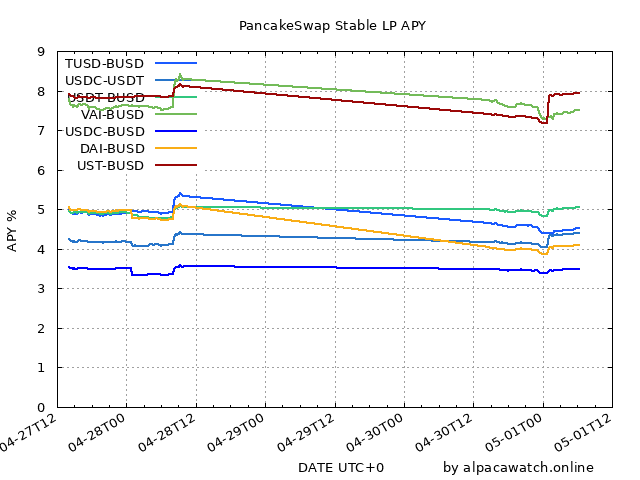 PancakeSwap Stable LP APY
9
8
7
6
5
4
3
2
1
0
APY %
TUSD-BUSD
USDC-USDT
USDT-BUSD
VAI-BUSD
USDC-BUSD
DAI-BUSD
UST-BUSD
04-27T12
04-28T00
04-28T12
04-29T00
04-29T12
04-30T00
04-30T12
05-01T00
05-01T12
DATE UTC+0
by alpacawatch.online